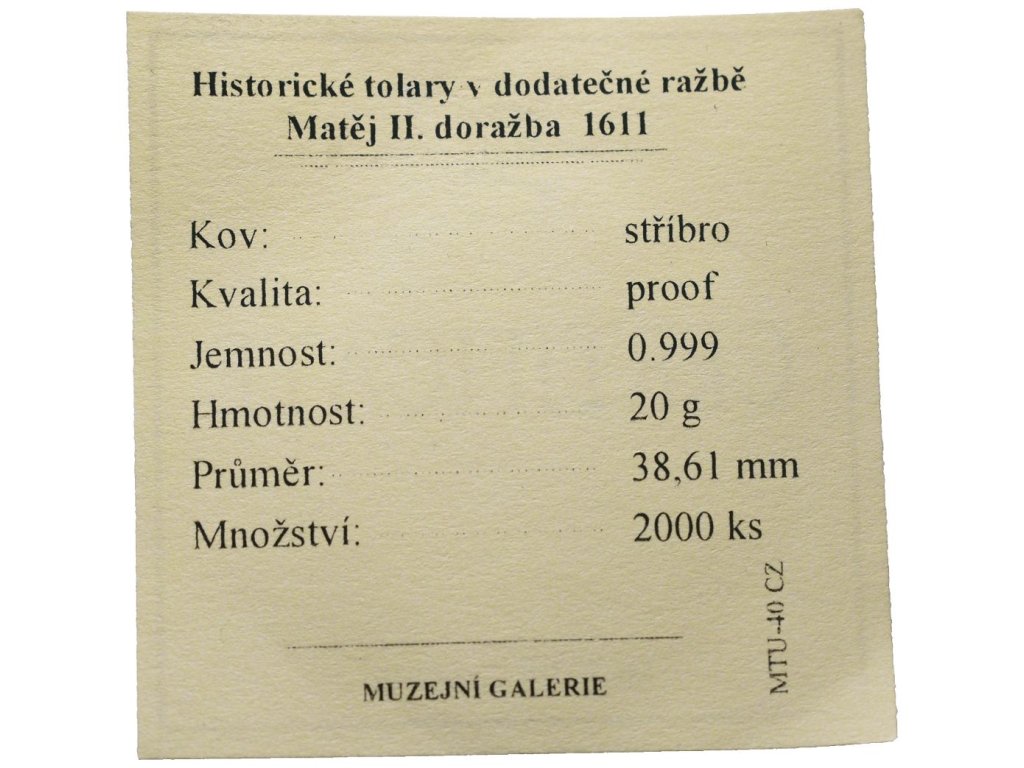 Historické tolary v dodatečné ražbě
Matěj II. doražba 1611
Kov: stříbro
Kvalita: proof
Jemnost: 0.999
Hmotnost: 20 g
Průměr: 38,61 mm
Množství: 2000 ks
MTU-40 CZ
MUZEJNÍ GALERIE